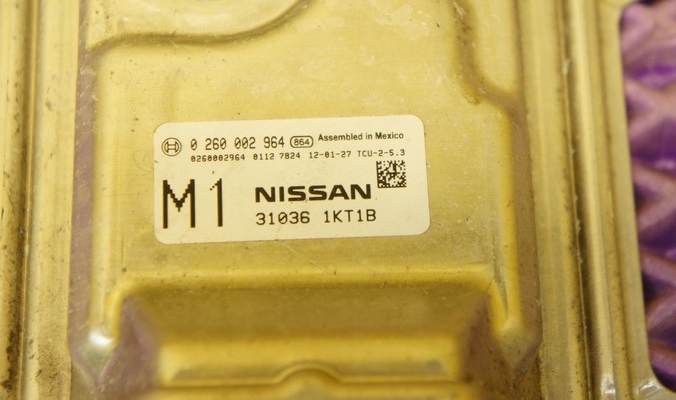 0 260 002 964 864 Assembled in Mexico
0260002964 0112 7824 12-01-27 TCU-2-5.3
M1 NISSAN
31036 1KT1B